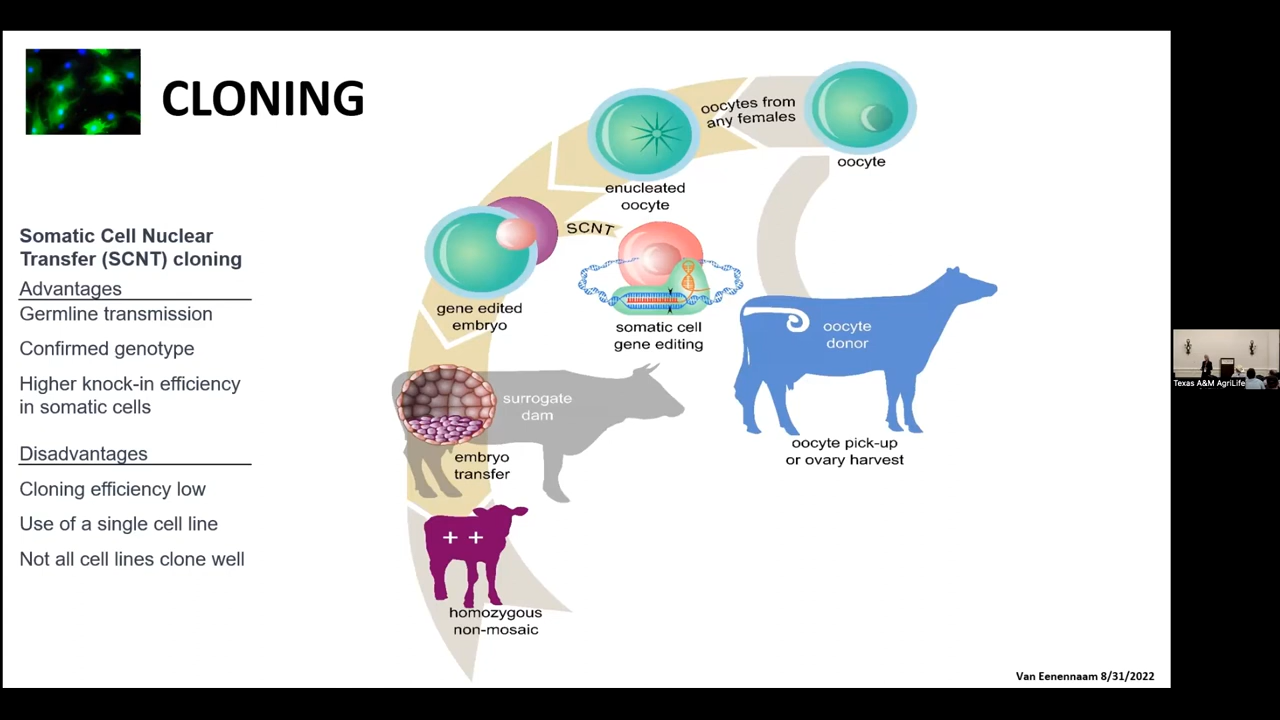 CLONING
Somatic Cell Nuclear
Transfer (SCNT) cloning
Advantages
Germline transmission
Confirmed genotype
Higher knock-in efficiency
in somatic cells
Disadvantages
Cloning efficiency low
Use of a single cell line
Not all cell lines clone well
oocytes from
any females
oocyte
enucleated
oocyte
SCNT
gene edited
embryo
somatic cell
gene editing
oocyte
donor
surrogate
dam
oocyte pick-up
or ovary harvest
embryo
transfer
+ +
homozygous
non-mosaic
Van Eenennaam 8/31/2022
Texas A&M AgriLife